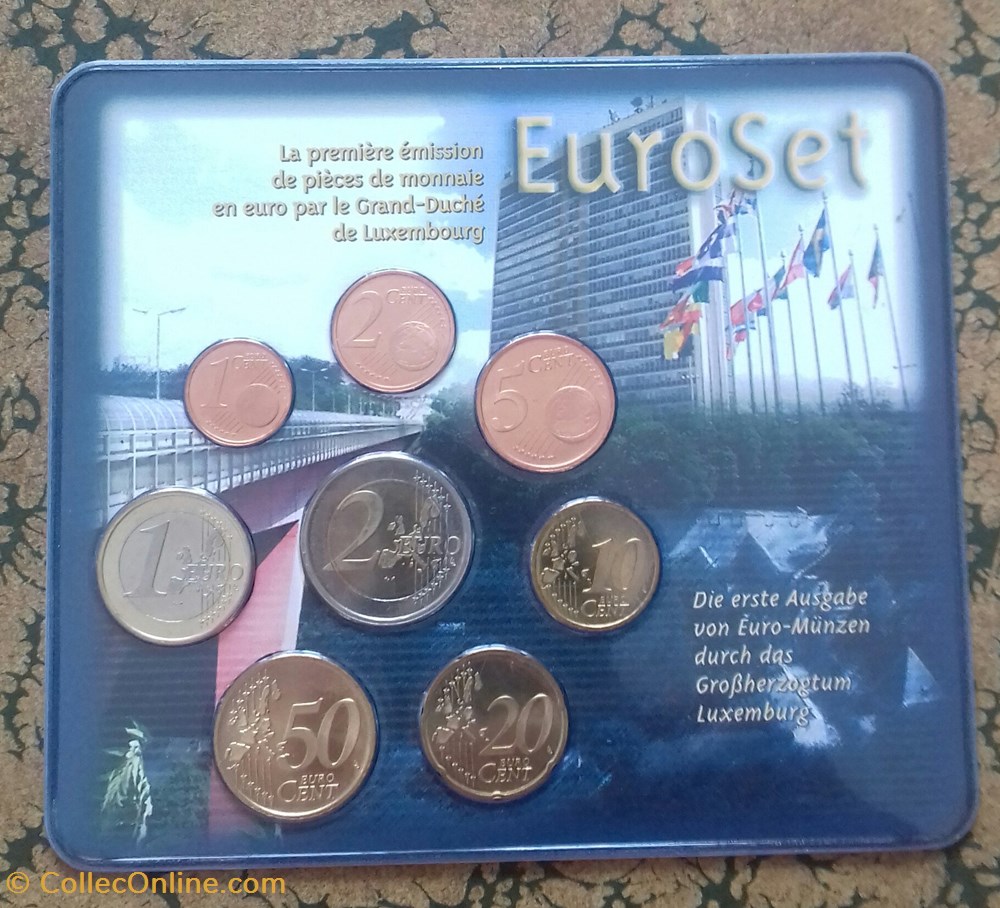 EuroSet
La première émission
de pièces de monnaie
en euro par le Grand-Duché
de Luxembourg
2 EURO CENT
1 EURO CENT
5 EURO CENT
1 EURO
2 EURO
10 EURO CENT
50 EURO CENT
20 EURO CENT
Die erste Ausgabe
von Euro-Münzen
durch das
Großherzogtum
Luxemburg
© CollecOnline.com